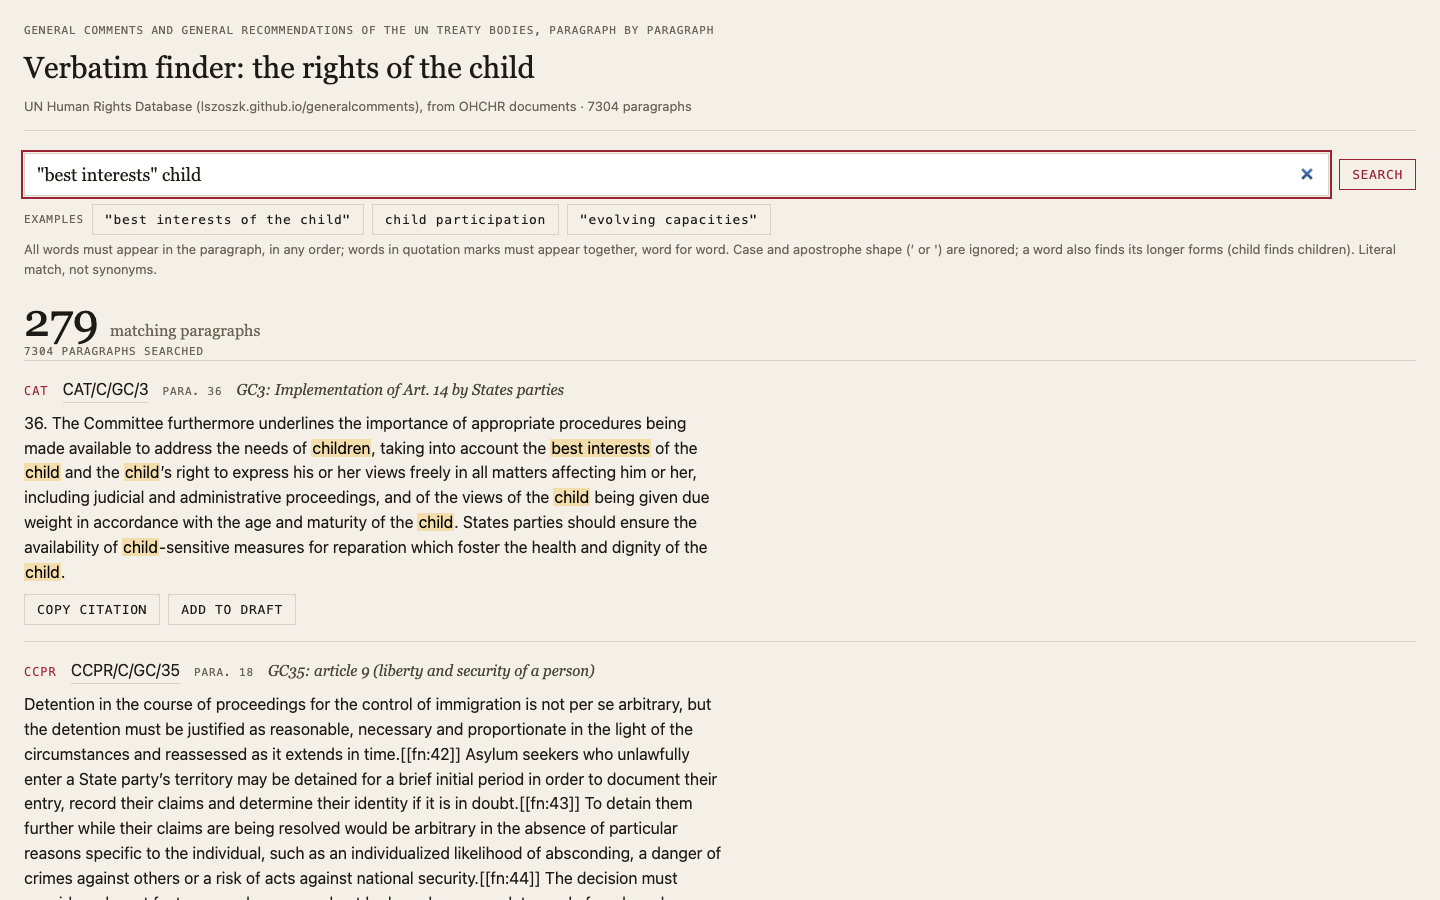 GENERAL COMMENTS AND GENERAL RECOMMENDATIONS OF THE UN TREATY BODIES, PARAGRAPH BY PARAGRAPH
Verbatim finder: the rights of the child
UN Human Rights Database (lszoszk.github.io/generalcomments), from OHCHR documents · 7304 paragraphs
"best interests" child
SEARCH
EXAMPLES "best interests of the child" child participation "evolving capacities"
All words must appear in the paragraph, in any order; words in quotation marks must appear together, word for word. Case and apostrophe shape (’ or ') are ignored; a word also finds its longer forms (child finds children). Literal
match, not synonyms.
279 matching paragraphs
7304 PARAGRAPHS SEARCHED
CAT CAT/C/GC/3 PARA. 36 GC3: Implementation of Art. 14 by States parties
36. The Committee furthermore underlines the importance of appropriate procedures being
made available to address the needs of children, taking into account the best interests of the
child and the child’s right to express his or her views freely in all matters affecting him or her,
including judicial and administrative proceedings, and of the views of the child being given due
weight in accordance with the age and maturity of the child. States parties should ensure the
availability of child-sensitive measures for reparation which foster the health and dignity of the
child.
COPY CITATION ADD TO DRAFT
CCPR CCPR/C/GC/35 PARA. 18 GC35: article 9 (liberty and security of a person)
Detention in the course of proceedings for the control of immigration is not per se arbitrary, but
the detention must be justified as reasonable, necessary and proportionate in the light of the
circumstances and reassessed as it extends in time.[[fn:42]] Asylum seekers who unlawfully
enter a State party’s territory may be detained for a brief initial period in order to document their
entry, record their claims and determine their identity if it is in doubt.[[fn:43]] To detain them
further while their claims are being resolved would be arbitrary in the absence of particular
reasons specific to the individual, such as an individualized likelihood of absconding, a danger of
crimes against others or a risk of acts against national security.[[fn:44]] The decision must